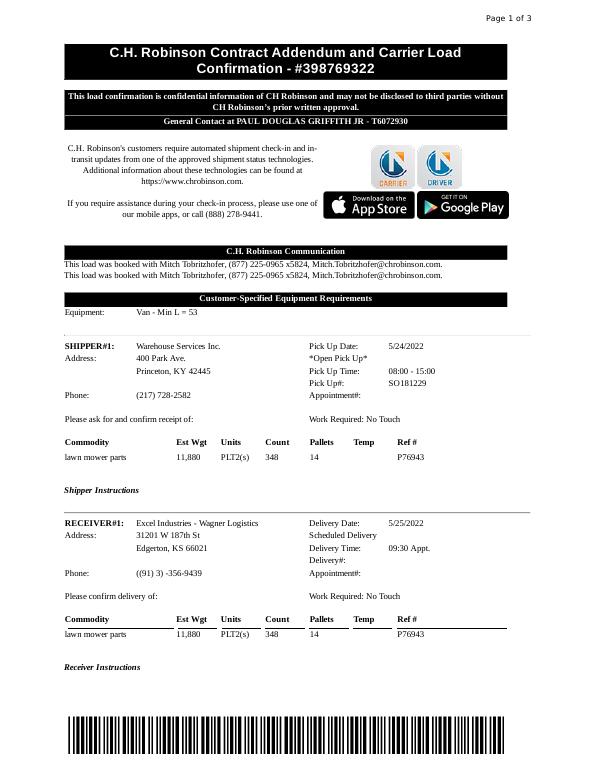 Page 1 of 3
C.H. Robinson Contract Addendum and Carrier Load
Confirmation - #398769322
This load confirmation is confidential information of CH Robinson and may not be disclosed to third parties without
CH Robinson's prior written approval.
General Contact at PAUL DOUGLAS GRIFFITH JR - T6072930
C.H. Robinson's customers require automated shipment check-in and in-
transit updates from one of the approved shipment status technologies.
Additional information about these technologies can be found at
https://www.chrobinson.com.
If you require assistance during your check-in process, please use one of
our mobile apps, or call (888) 278-9441.
CARRIER DRIVER
Download on the App Store GET IT ON Google Play
C.H. Robinson Communication
This load was booked with Mitch Tobritzhofer, (877) 225-0965 x5824, Mitch.Tobritzhofer@chrobinson.com.
This load was booked with Mitch Tobritzhofer, (877) 225-0965 x5824, Mitch.Tobritzhofer@chrobinson.com.
Customer-Specified Equipment Requirements
Equipment: Van - Min L = 53
SHIPPER#1: Warehouse Services Inc. Pick Up Date: 5/24/2022
Address: 400 Park Ave. *Open Pick Up*
Princeton, KY 42445 Pick Up Time: 08:00 - 15:00
Pick Up#: SO181229
Phone: (217) 728-2582 Appointment#:
Please ask for and confirm receipt of: Work Required: No Touch
Commodity Est Wgt Units Count Pallets Temp Ref #
lawn mower parts 11,880 PLT2(s) 348 14 P76943
Shipper Instructions
RECEIVER#1: Excel Industries - Wagner Logistics Delivery Date: 5/25/2022
Address: 31201 W 187th St Scheduled Delivery
Edgerton, KS 66021 Delivery Time: 09:30 Appt.
Delivery#:
Phone: ((91) 3) -356-9439 Appointment#:
Please confirm delivery of: Work Required: No Touch
Commodity Est Wgt Units Count Pallets Temp Ref #
lawn mower parts 11,880 PLT2(s) 348 14 P76943
Receiver Instructions